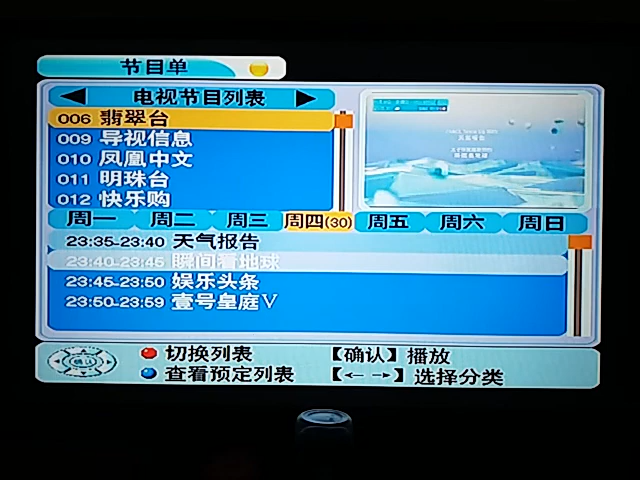 节目单
电视节目列表
006 翡翠台
009 导视信息
010 凤凰中文
011 明珠台
012 快乐购
周一 周二 周三 周四(30) 周五 周六 周日
23:35-23:40 天气报告
23:40-23:45 瞬间看地球
23:45-23:50 娱乐头条
23:50-23:59 壹号皇庭Ⅴ
确认
切换列表 【确认】播放
查看预定列表 【←→】选择分类